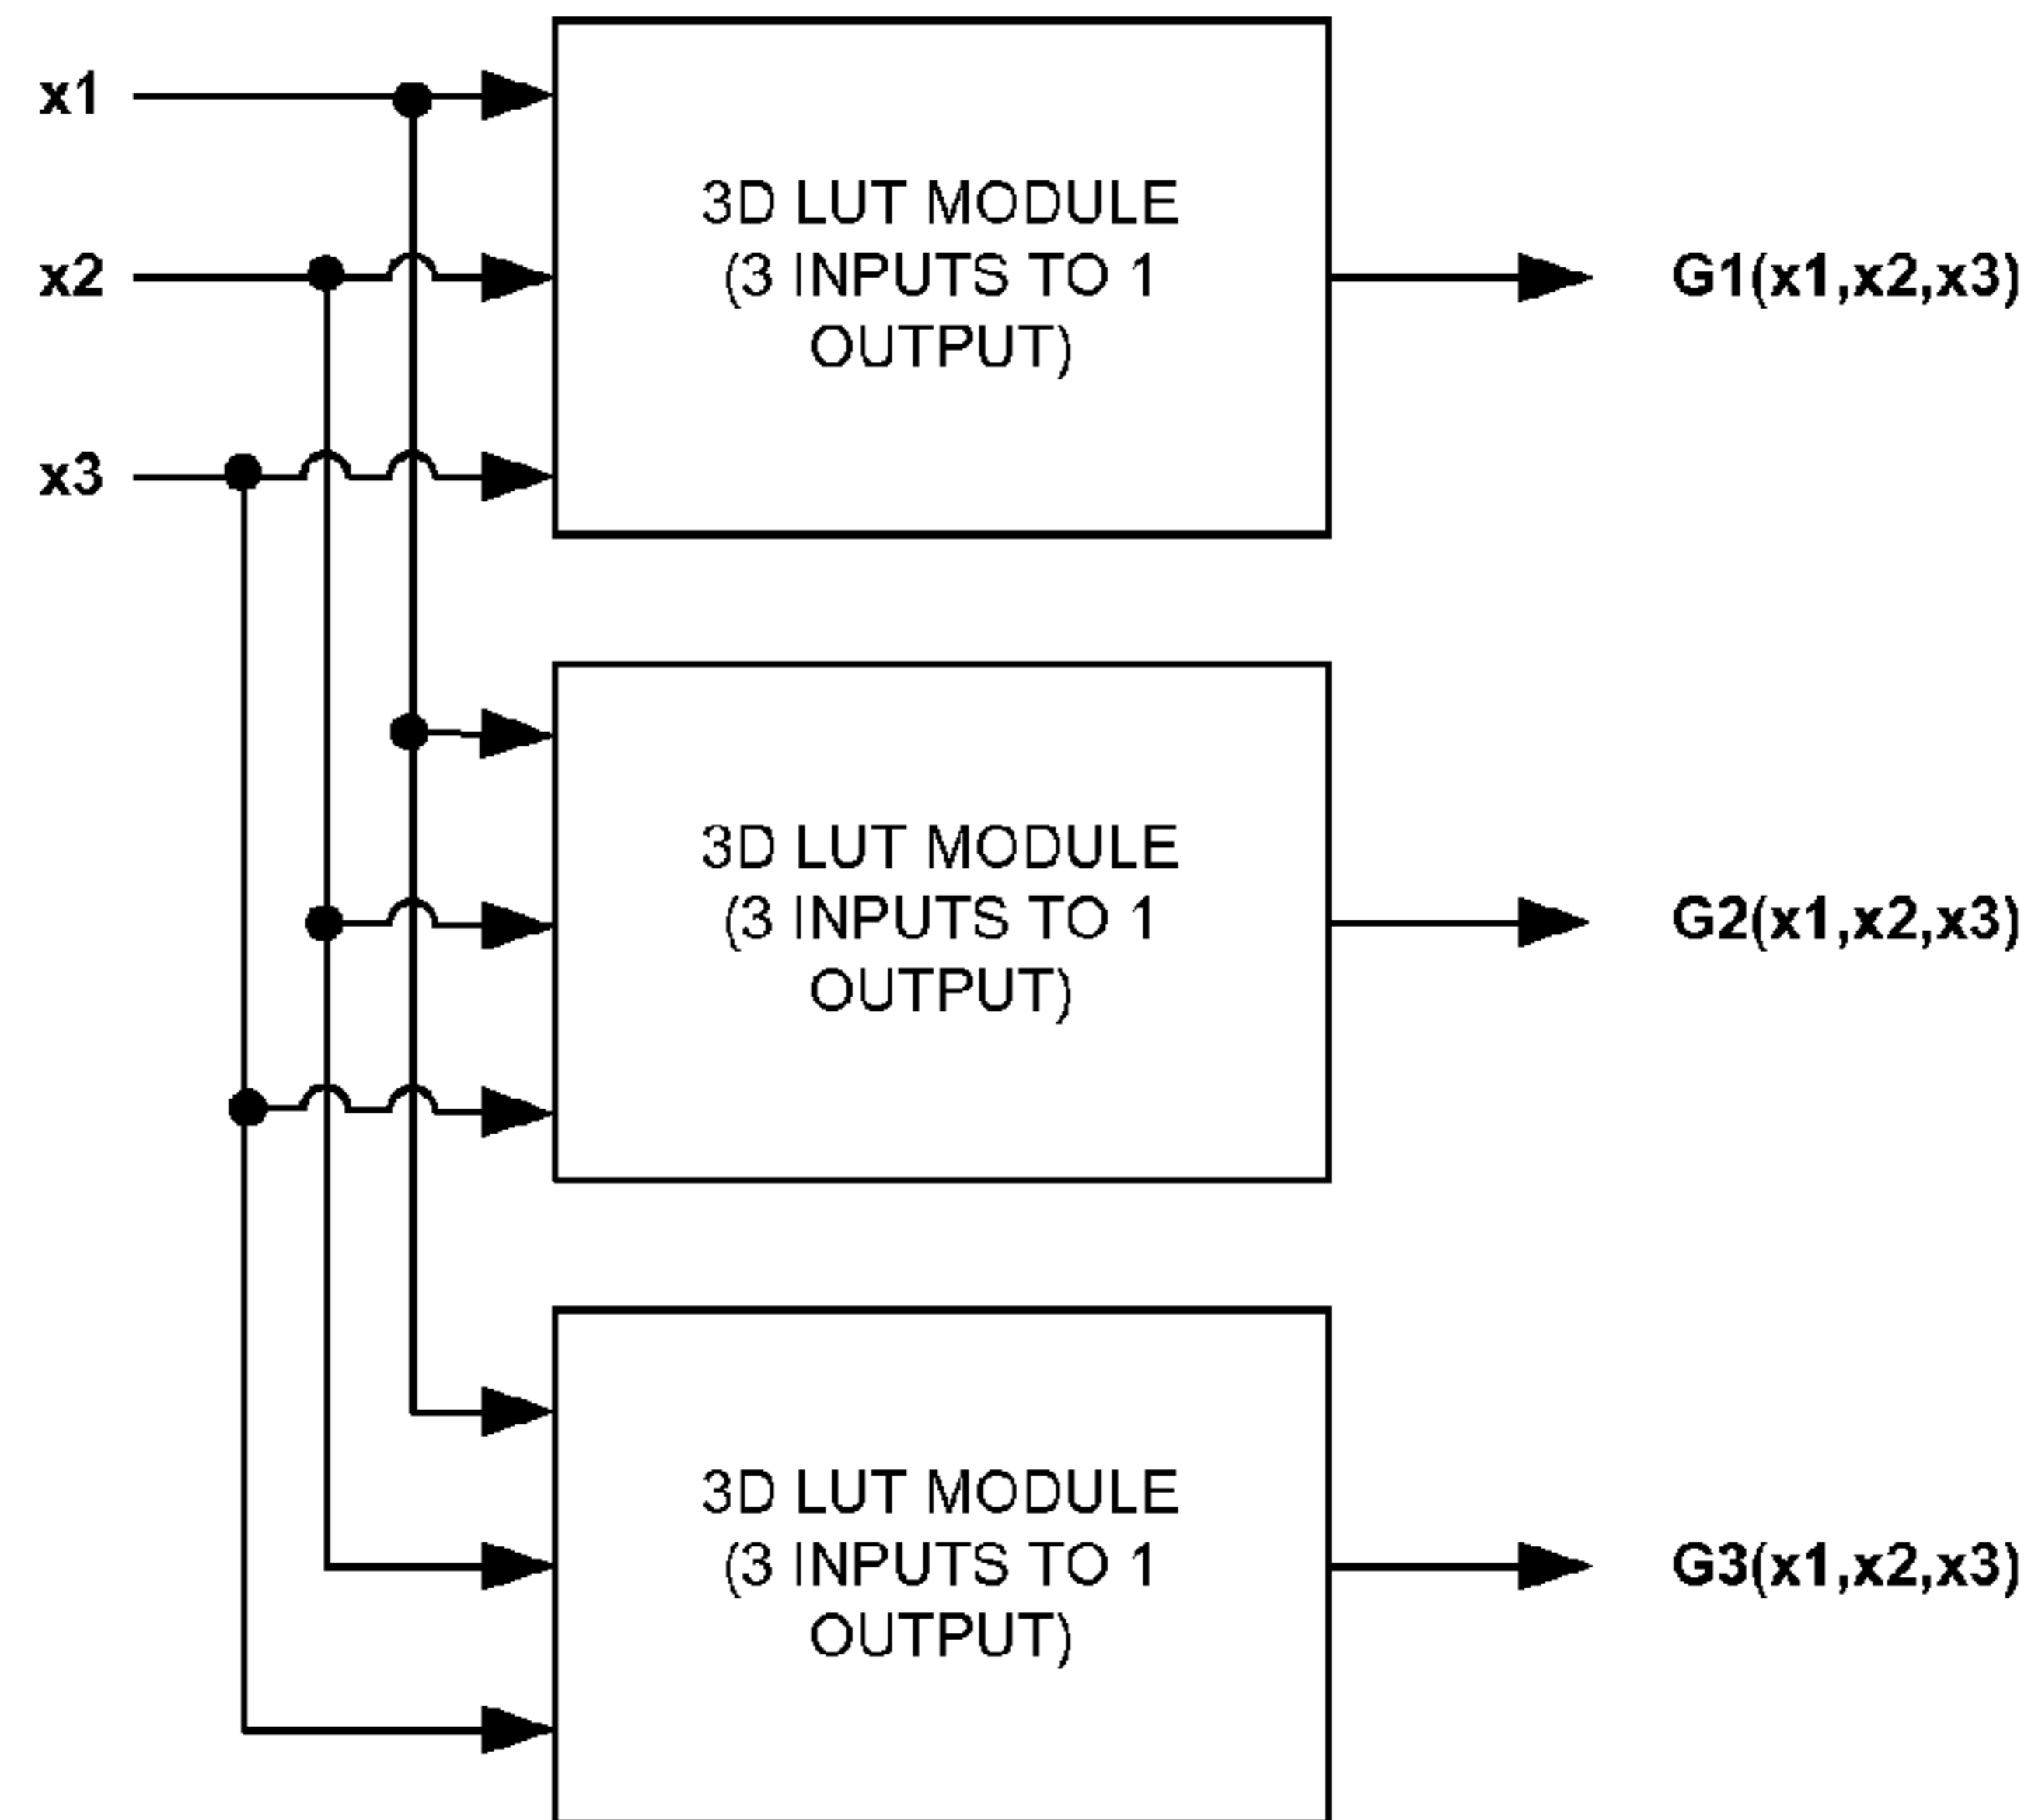 x1
x2
x3
3D LUT MODULE
(3 INPUTS TO 1
OUTPUT)
G1(x1,x2,x3)
3D LUT MODULE
(3 INPUTS TO 1
OUTPUT)
G2(x1,x2,x3)
3D LUT MODULE
(3 INPUTS TO 1
OUTPUT)
G3(x1,x2,x3)